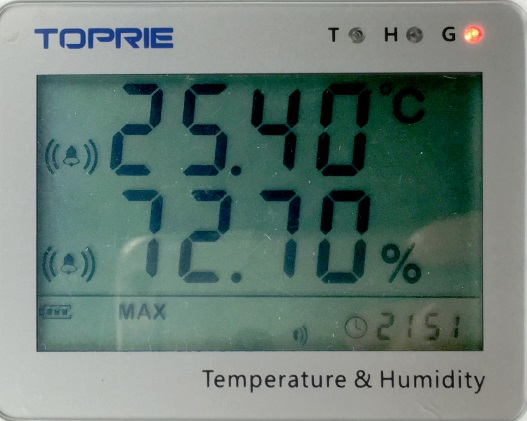 TOPRIE T H G
25.40 °C
72.70 %
MAX 2151
Temperature & Humidity